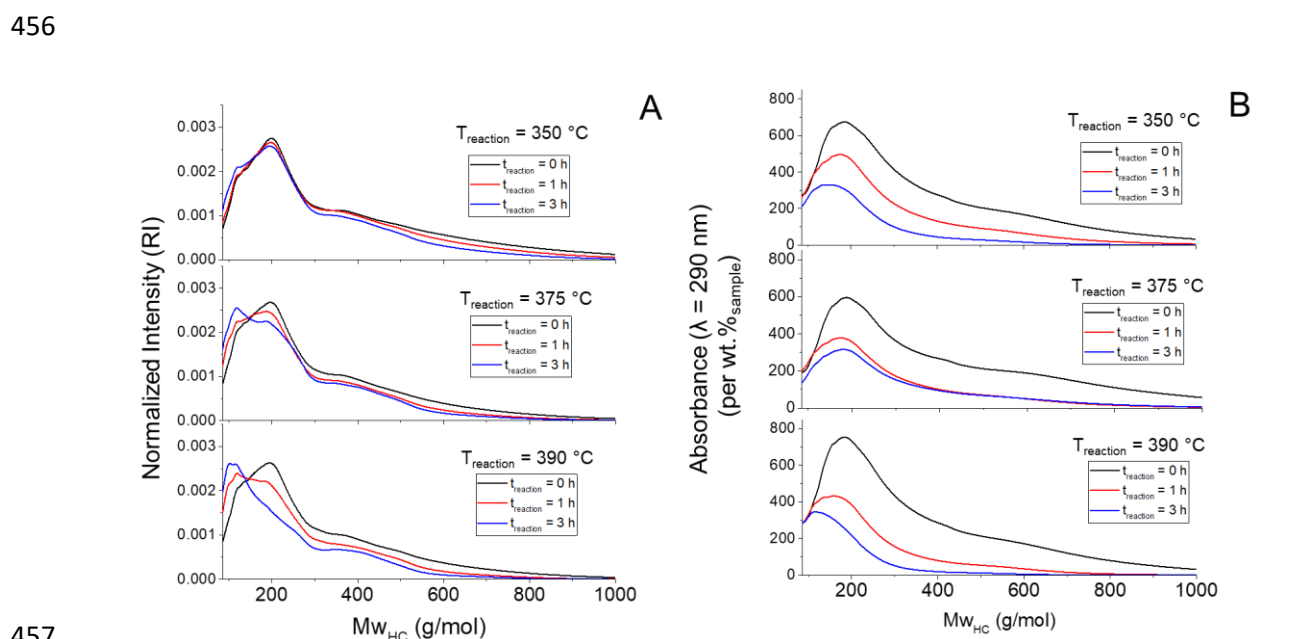 456
A
Normalized Intensity (RI)
0.003
0.002
0.001
0.000
T_reaction = 350 °C
t_reaction = 0 h
t_reaction = 1 h
t_reaction = 3 h
0.003
0.002
0.001
0.000
T_reaction = 375 °C
t_reaction = 0 h
t_reaction = 1 h
t_reaction = 3 h
0.003
0.002
0.001
0.000
T_reaction = 390 °C
t_reaction = 0 h
t_reaction = 1 h
t_reaction = 3 h
200 400 600 800 1000
Mw_HC (g/mol)
B
Absorbance (λ = 290 nm)
(per wt.%_sample)
800
600
400
200
0
T_reaction = 350 °C
t_reaction = 0 h
t_reaction = 1 h
t_reaction = 3 h
800
600
400
200
0
T_reaction = 375 °C
t_reaction = 0 h
t_reaction = 1 h
t_reaction = 3 h
800
600
400
200
0
T_reaction = 390 °C
t_reaction = 0 h
t_reaction = 1 h
t_reaction = 3 h
200 400 600 800 1000
Mw_HC (g/mol)
457